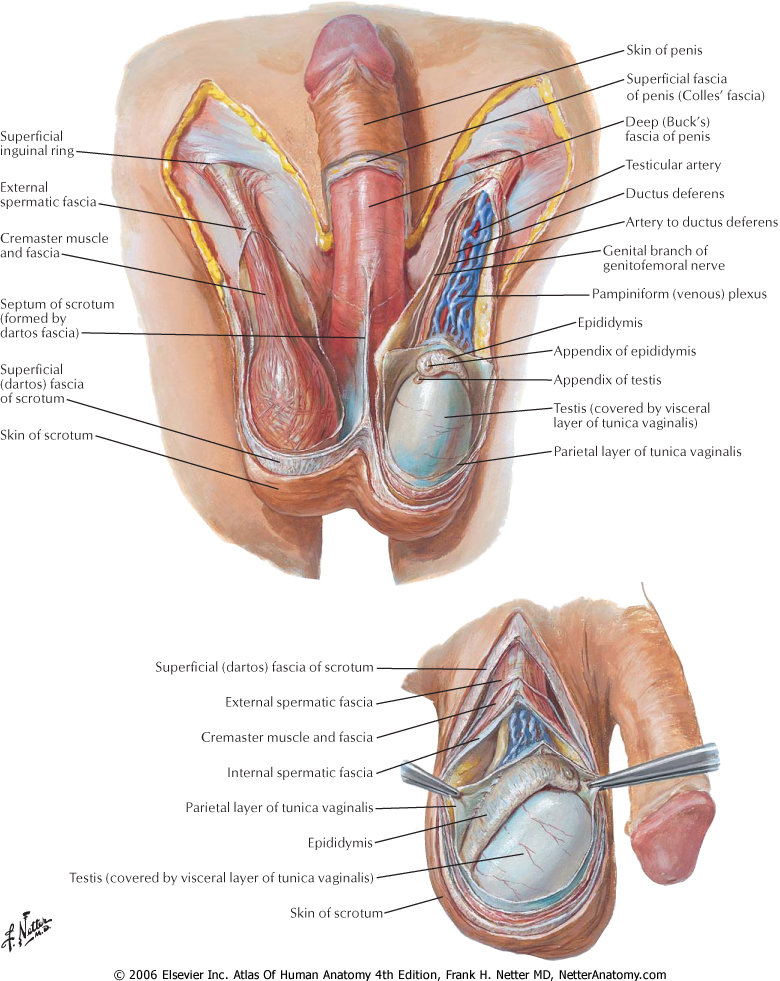 Skin of penis
Superficial fascia
of penis (Colles’ fascia)
Deep (Buck’s)
fascia of penis
Testicular artery
Ductus deferens
Artery to ductus deferens
Genital branch of
genitofemoral nerve
Pampiniform (venous) plexus
Epididymis
Appendix of epididymis
Appendix of testis
Testis (covered by visceral
layer of tunica vaginalis)
Parietal layer of tunica vaginalis
Superficial
inguinal ring
External
spermatic fascia
Cremaster muscle
and fascia
Septum of scrotum
(formed by
dartos fascia)
Superficial
(dartos) fascia
of scrotum
Skin of scrotum
Superficial (dartos) fascia of scrotum
External spermatic fascia
Cremaster muscle and fascia
Internal spermatic fascia
Parietal layer of tunica vaginalis
Epididymis
Testis (covered by visceral layer of tunica vaginalis)
Skin of scrotum
F. Netter
M.D.
© 2006 Elsevier Inc. Atlas Of Human Anatomy 4th Edition, Frank H. Netter MD, NetterAnatomy.com